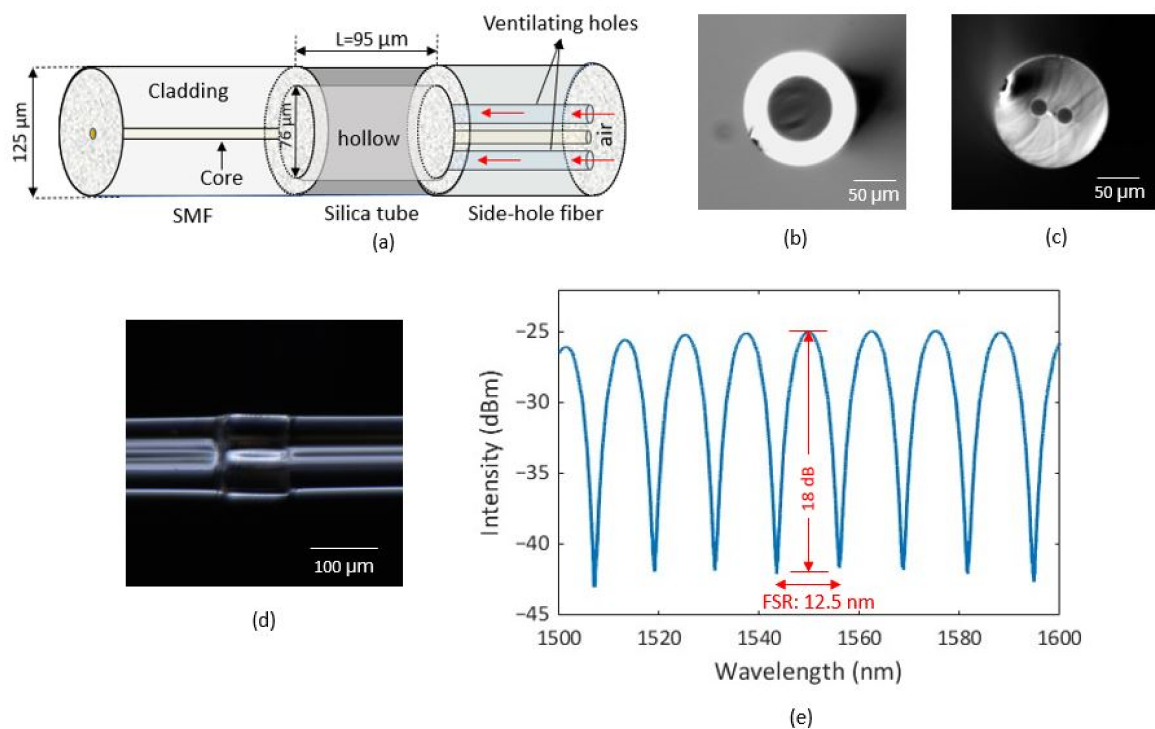 Ventilating holes
L=95 μm
Cladding
125 μm
76 μm
hollow
air
Core
SMF
Silica tube
Side-hole fiber
(a)
50 μm
(b)
50 μm
(c)
100 μm
(d)
−25
−30
−35
−40
−45
Intensity (dBm)
18 dB
FSR: 12.5 nm
1500 1520 1540 1560 1580 1600
Wavelength (nm)
(e)